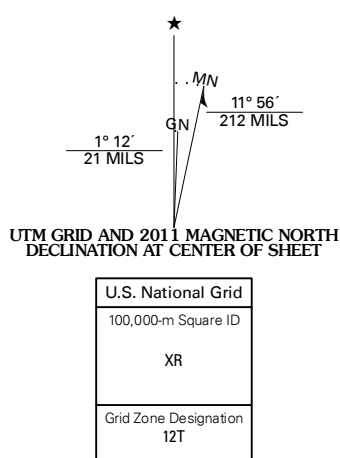 ★
MN
11° 56´
212 MILS
GN
1° 12´
21 MILS
UTM GRID AND 2011 MAGNETIC NORTH
DECLINATION AT CENTER OF SHEET
U.S. National Grid
100,000-m Square ID
XR
Grid Zone Designation
12T